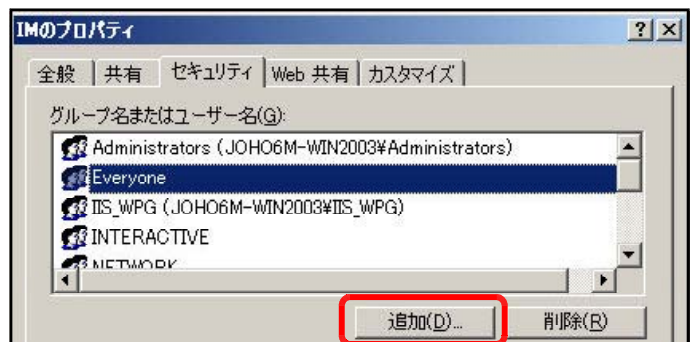 IMのプロパティ
全般 共有 セキュリティ Web 共有 カスタマイズ
グループ名またはユーザー名(G):
Administrators (JOHO6M-WIN2003¥Administrators)
Everyone
IIS_WPG (JOHO6M-WIN2003¥IIS_WPG)
INTERACTIVE
NETWORK
追加(D)... 削除(R)